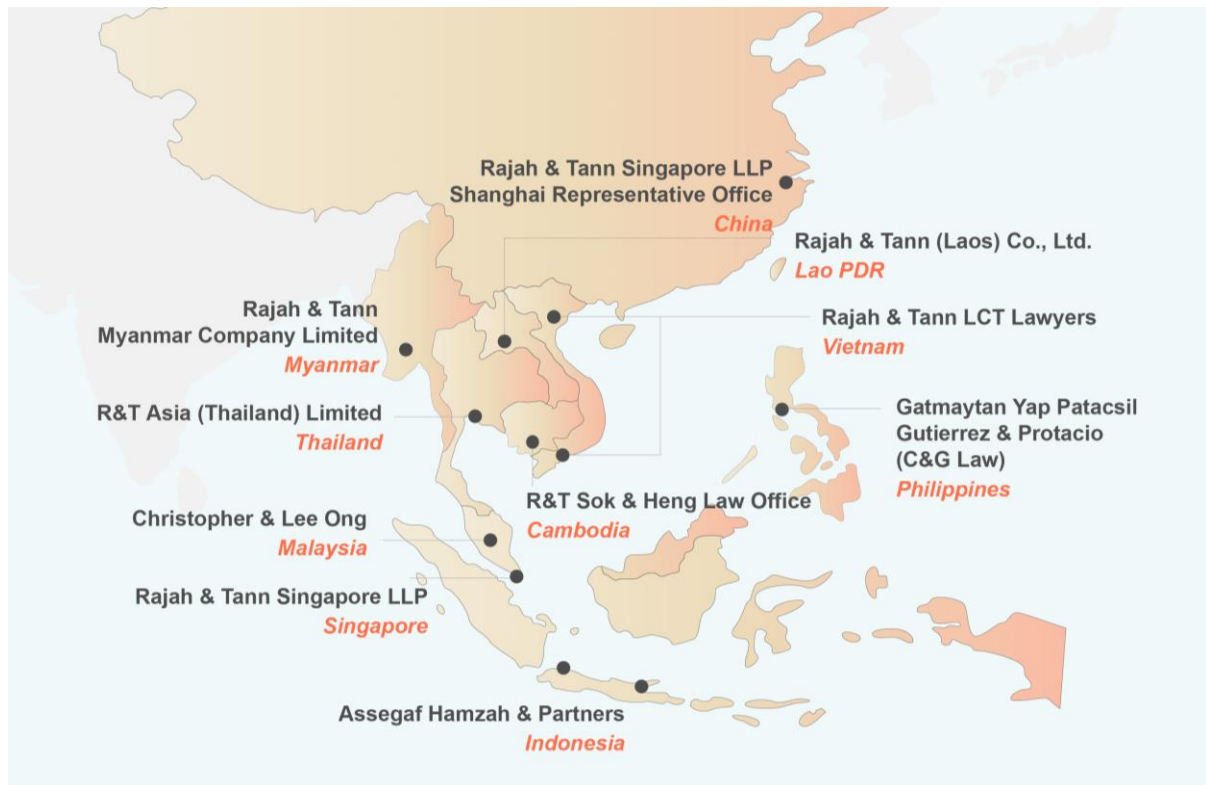 Rajah & Tann Singapore LLP
Shanghai Representative Office
China
Rajah & Tann (Laos) Co., Ltd.
Lao PDR
Rajah & Tann
Myanmar Company Limited
Myanmar
Rajah & Tann LCT Lawyers
Vietnam
R&T Asia (Thailand) Limited
Thailand
Gatmaytan Yap Patacsil
Gutierrez & Protacio
(C&G Law)
Philippines
R&T Sok & Heng Law Office
Cambodia
Christopher & Lee Ong
Malaysia
Rajah & Tann Singapore LLP
Singapore
Assegaf Hamzah & Partners
Indonesia